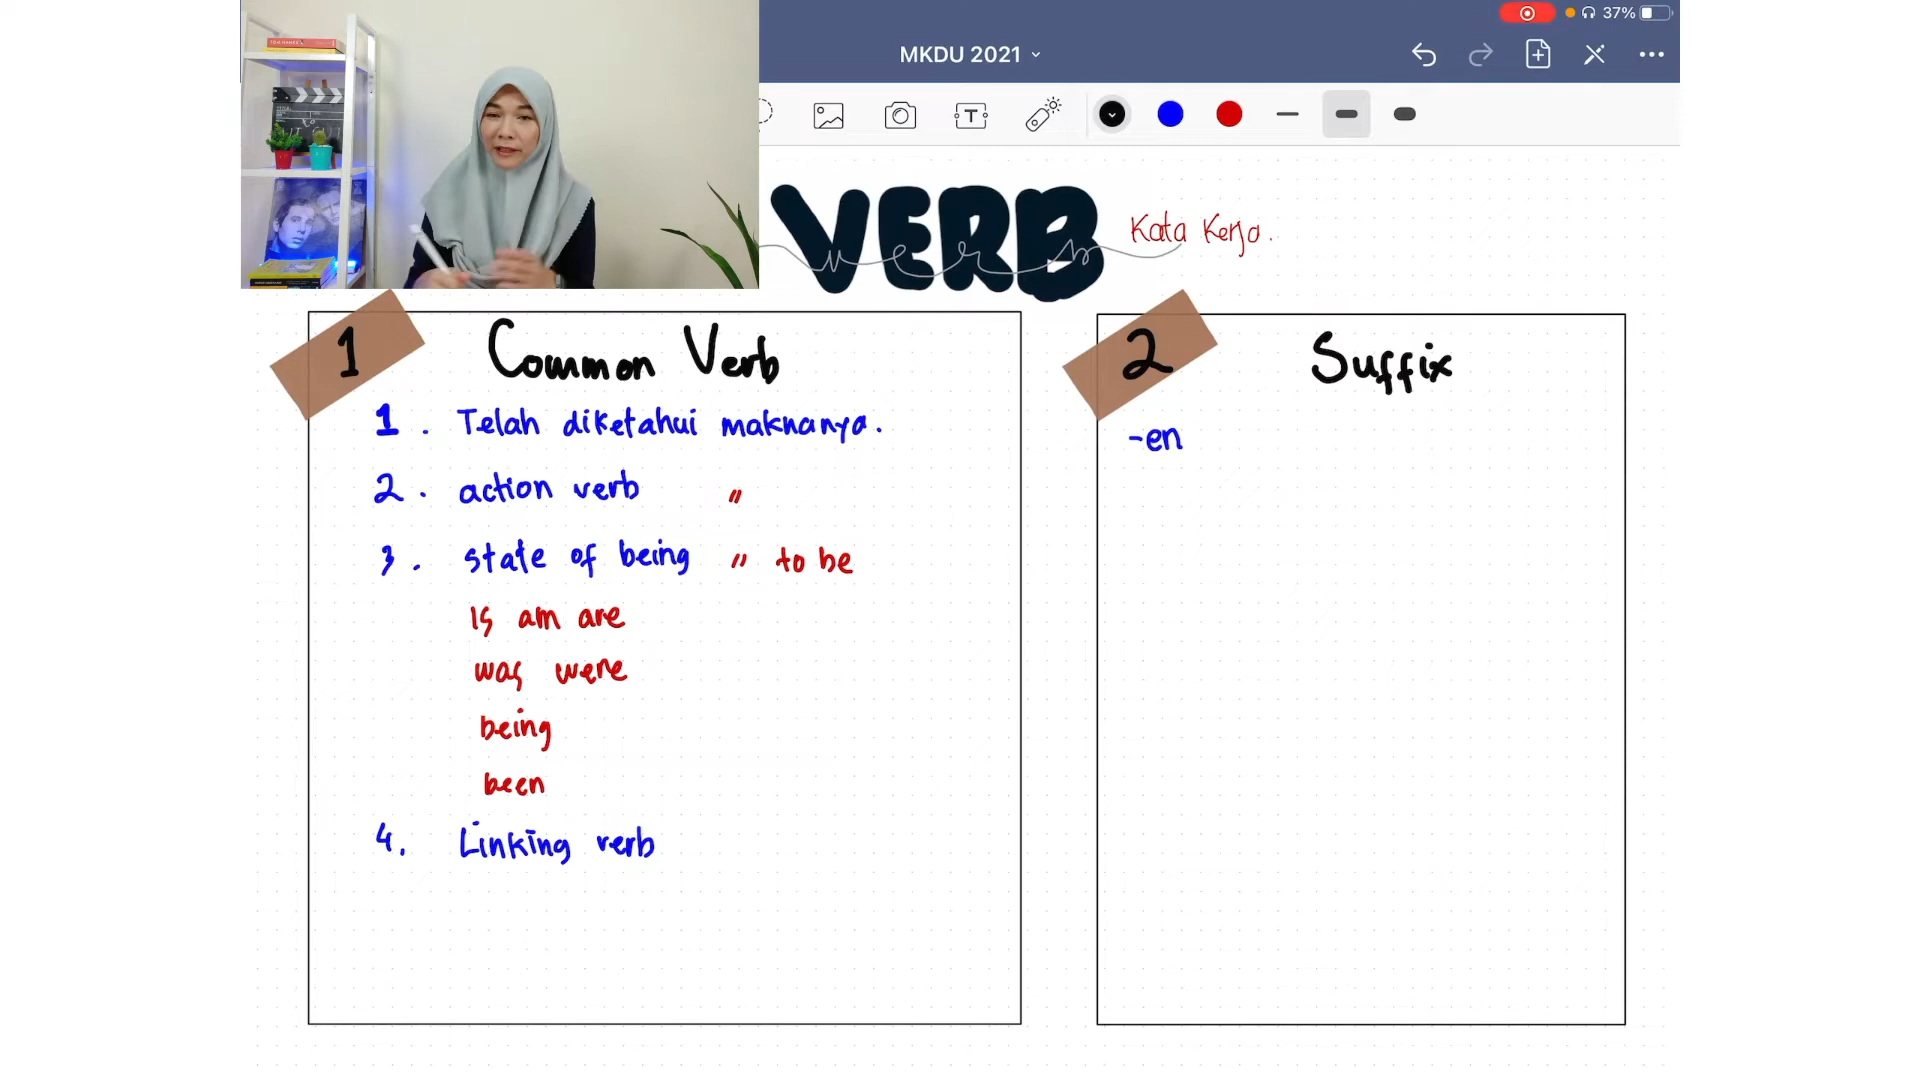 37%
MKDU 2021
VERB Kata Kerja.
verb
1 Common Verb
1. Telah diketahui maknanya.
2. action verb "
3. state of being " to be
is am are
was were
being
been
4. Linking verb
2 Suffix
-en